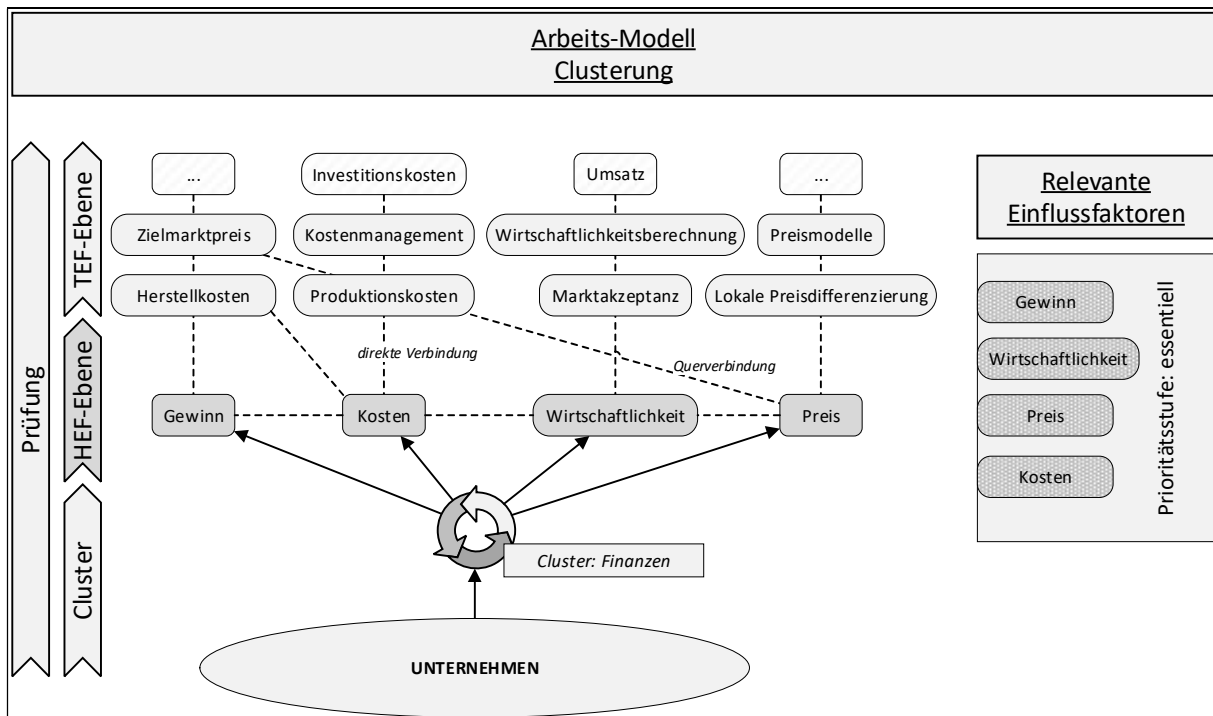 Arbeits-Modell
Clusterung
Prüfung
TEF-Ebene
HEF-Ebene
Cluster
...
Investitionskosten
Umsatz
...
Zielmarktpreis
Kostenmanagement
Wirtschaftlichkeitsberechnung
Preismodelle
Herstellkosten
Produktionskosten
Marktakzeptanz
Lokale Preisdifferenzierung
direkte Verbindung
Querverbindung
Gewinn
Kosten
Wirtschaftlichkeit
Preis
Cluster: Finanzen
UNTERNEHMEN
Relevante
Einflussfaktoren
Gewinn
Wirtschaftlichkeit
Preis
Kosten
Prioritätsstufe: essentiell